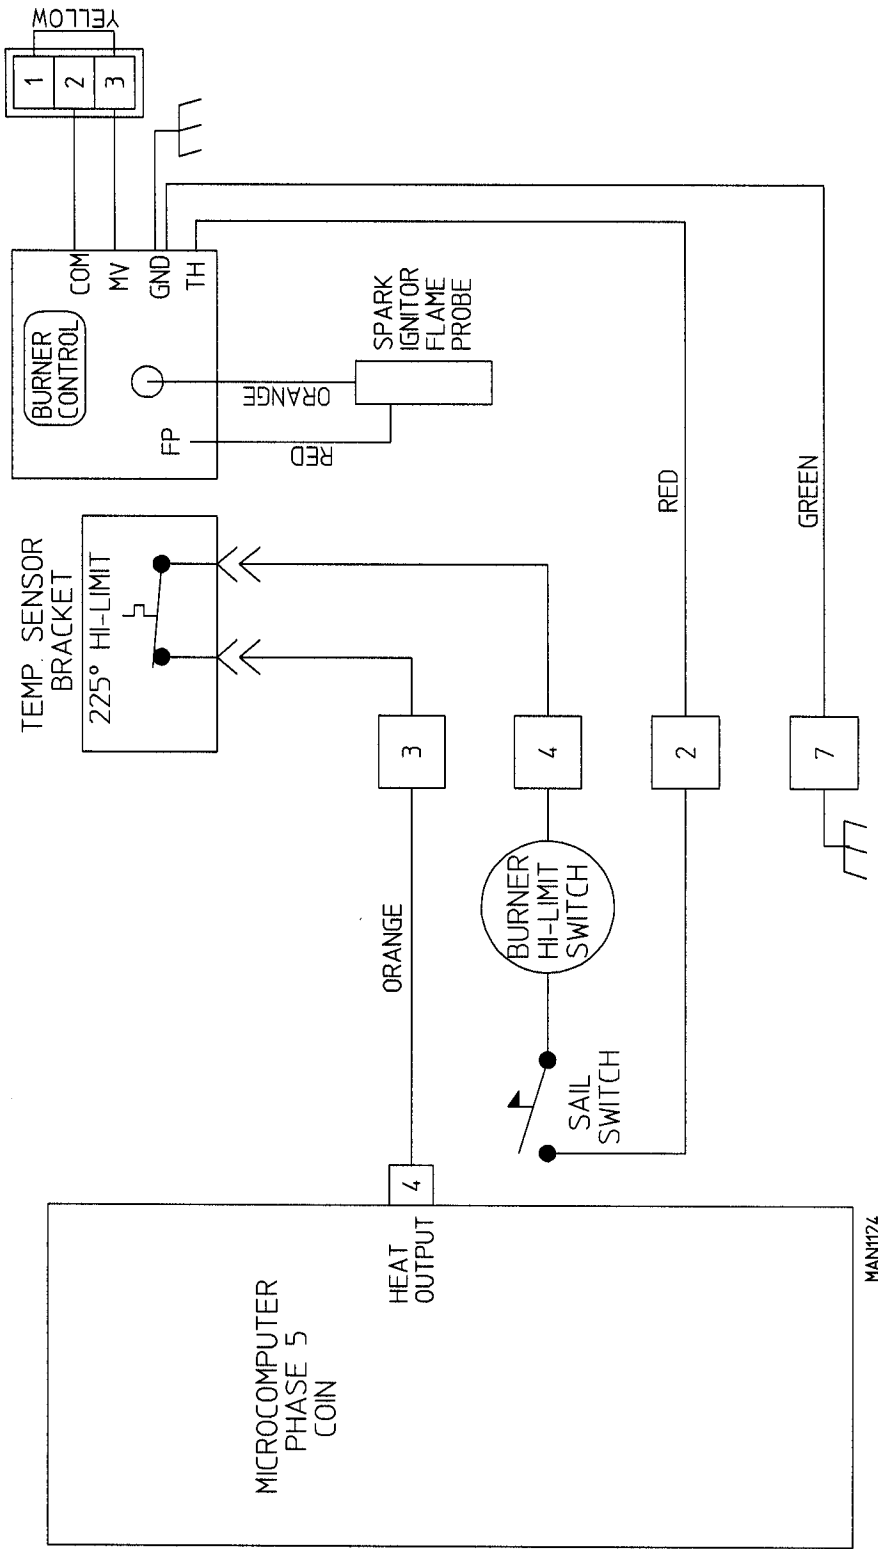 YELLOW
1
2
3
COM
MV
GND
TH
BURNER
CONTROL
FP
ORANGE
RED
SPARK
IGNITOR
FLAME
PROBE
TEMP. SENSOR
BRACKET
225° HI-LIMIT
RED
GREEN
3
4
2
7
ORANGE
BURNER
HI-LIMIT
SWITCH
SAIL
SWITCH
4
HEAT
OUTPUT
MICROCOMPUTER
PHASE 5
COIN
MAN1124